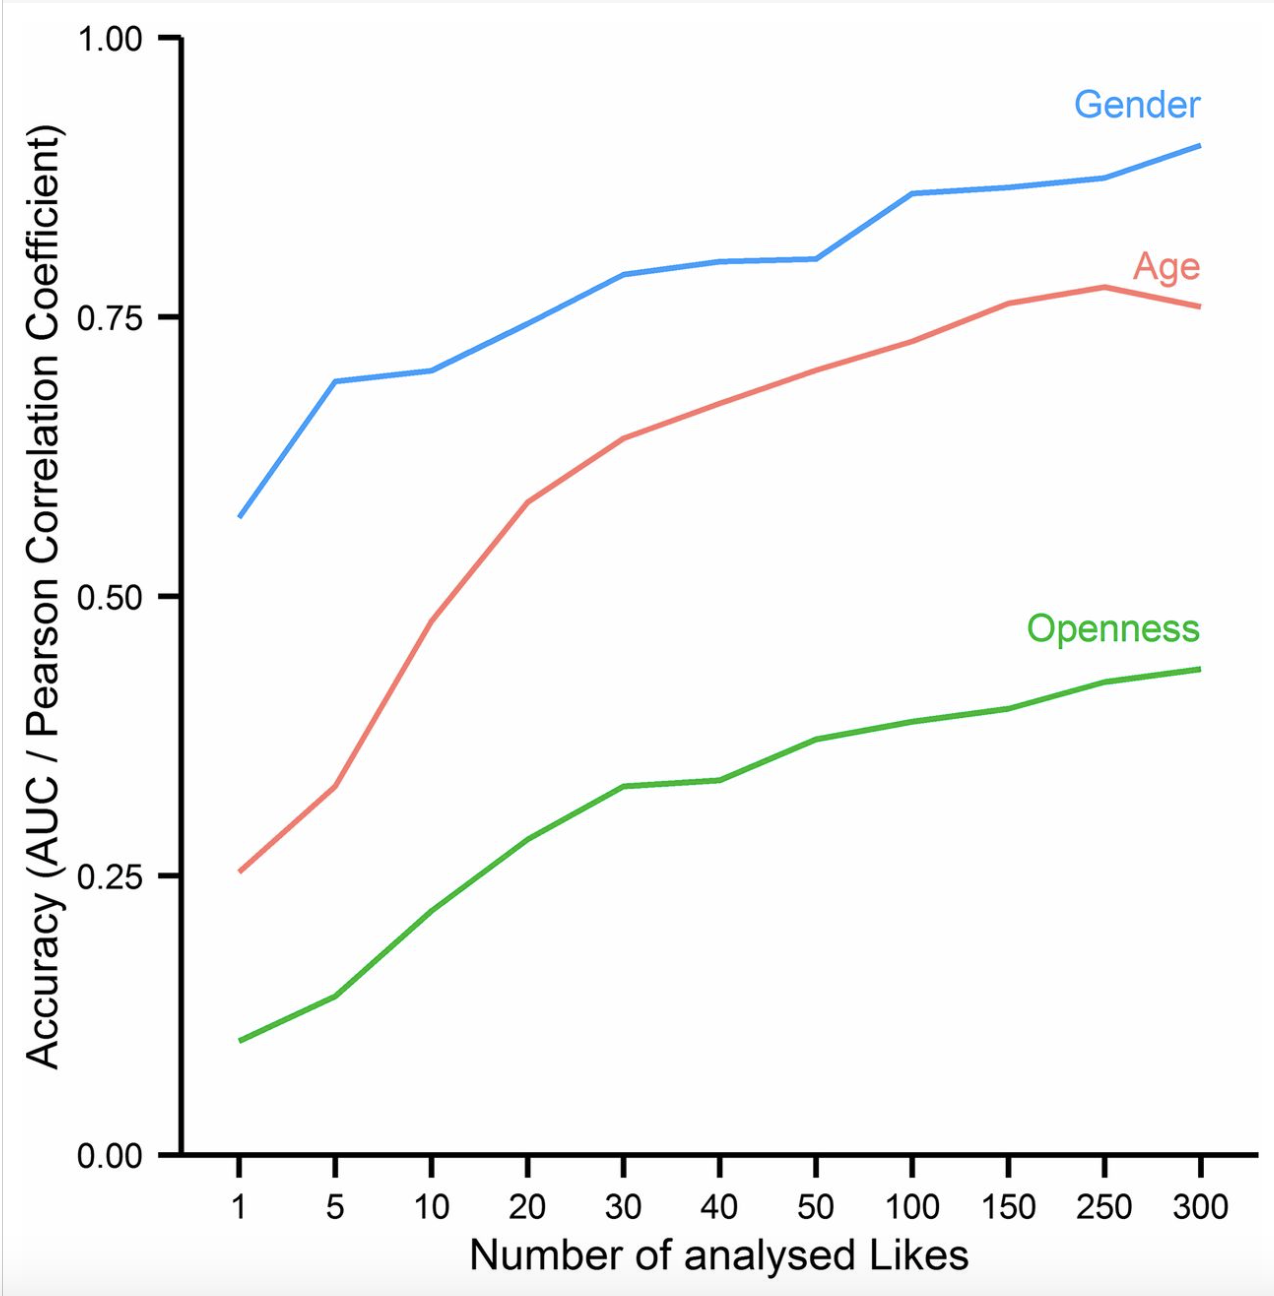 Accuracy (AUC / Pearson Correlation Coefficient)
1.00
0.75
0.50
0.25
0.00
Gender
Age
Openness
1 5 10 20 30 40 50 100 150 250 300
Number of analysed Likes